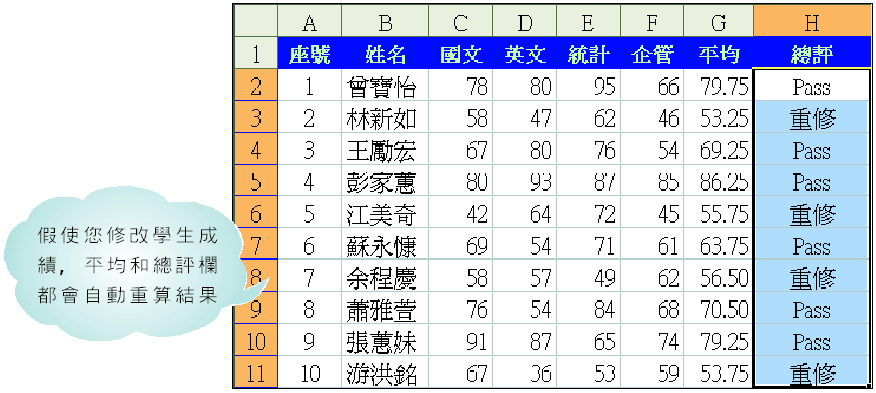 A B C D E F G H
1 座號 姓名 國文 英文 統計 企管 平均 總評
2 1 曾寶怡 78 80 95 66 79.75 Pass
3 2 林新如 58 47 62 46 53.25 重修
4 3 王勵宏 67 80 76 54 69.25 Pass
5 4 彭家蕙 80 93 87 85 86.25 Pass
6 5 江美奇 42 64 72 45 55.75 重修
7 6 蘇永慷 69 54 71 61 63.75 Pass
8 7 余程慶 58 57 49 62 56.50 重修
9 8 蕭雅萱 76 54 84 68 70.50 Pass
10 9 張蕙妹 91 87 65 74 79.25 Pass
11 10 游洪銘 67 36 53 59 53.75 重修
假使您修改學生成
績，平均和總評欄
都會自動重算結果